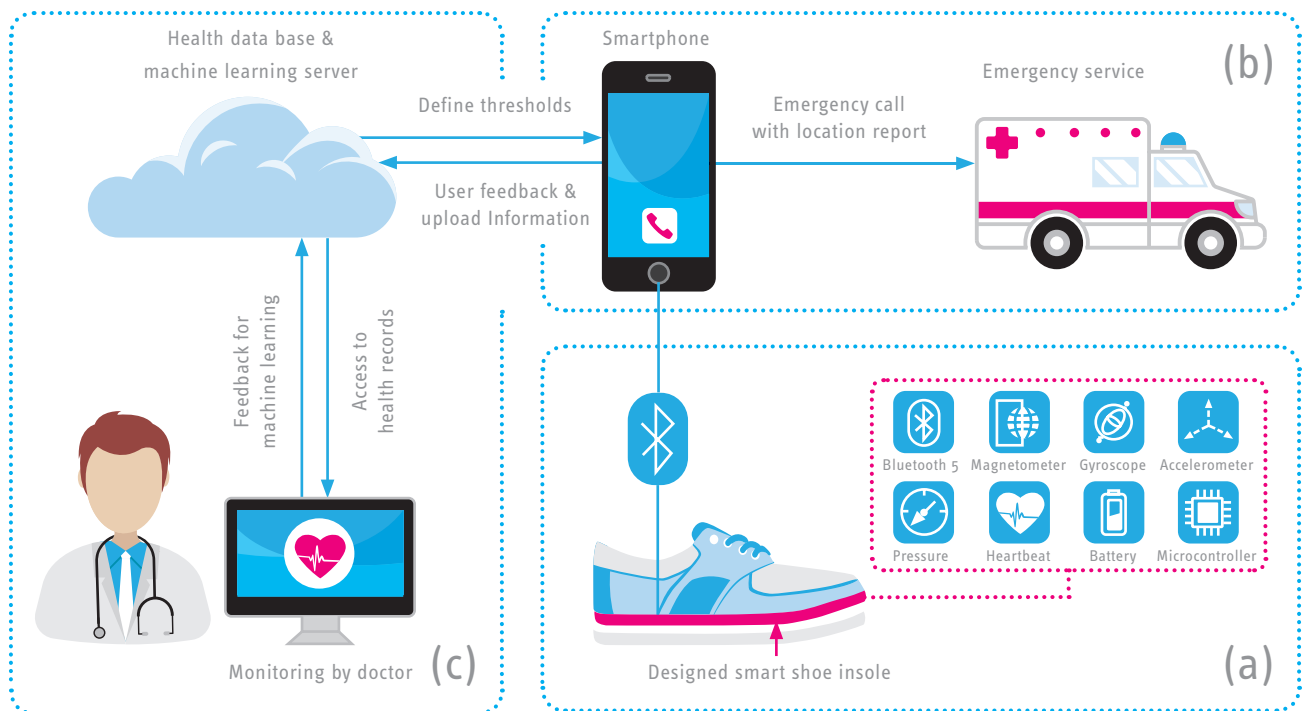 Health data base &
machine learning server
Smartphone
Emergency service
(b)
Define thresholds
Emergency call
with location report
User feedback &
upload Information
Feedback for
machine learning
Access to
health records
Bluetooth 5
Magnetometer
Gyroscope
Accelerometer
Pressure
Heartbeat
Battery
Microcontroller
Monitoring by doctor
(c)
Designed smart shoe insole
(a)